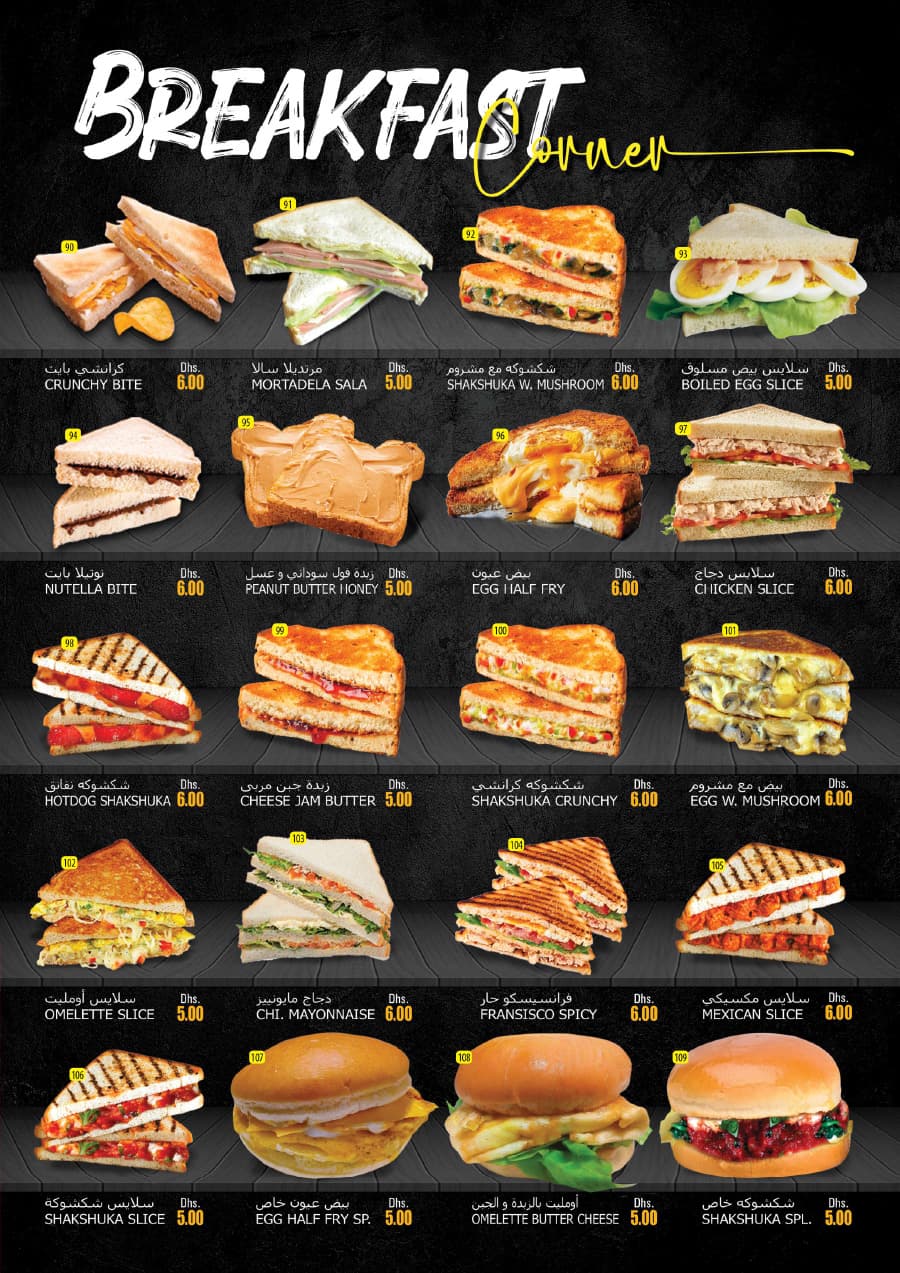 BREAKFAST
Corner
90
91
92
93
كرانشي بايت
CRUNCHY BITE
Dhs.
6.00
مرتديلا سالا
MORTADELA SALA
Dhs.
5.00
شكشوكه مع مشروم
SHAKSHUKA W. MUSHROOM
Dhs.
6.00
سلايس بيض مسلوق
BOILED EGG SLICE
Dhs.
5.00
94
95
96
97
نوتيلا بايت
NUTELLA BITE
Dhs.
6.00
زبدة فول سوداني و عسل
PEANUT BUTTER HONEY
Dhs.
5.00
بيض عيون
EGG HALF FRY
Dhs.
6.00
سلايس دجاج
CHICKEN SLICE
Dhs.
6.00
98
99
100
101
شكشوكه نقانق
HOTDOG SHAKSHUKA
Dhs.
6.00
زبدة جبن مربى
CHEESE JAM BUTTER
Dhs.
5.00
شكشوكه كرانشي
SHAKSHUKA CRUNCHY
Dhs.
6.00
بيض مع مشروم
EGG W. MUSHROOM
Dhs.
6.00
102
103
104
105
سلايس أومليت
OMELETTE SLICE
Dhs.
5.00
دجاج مايونييز
CHI. MAYONNAISE
Dhs.
6.00
فرانسيسكو حار
FRANSISCO SPICY
Dhs.
6.00
سلايس مكسيكي
MEXICAN SLICE
Dhs.
6.00
106
107
108
109
سلايس شكشوكة
SHAKSHUKA SLICE
Dhs.
5.00
بيض عيون خاص
EGG HALF FRY SP.
Dhs.
5.00
أومليت بالزبدة و الجبن
OMELETTE BUTTER CHEESE
Dhs.
5.00
شكشوكه خاص
SHAKSHUKA SPL.
Dhs.
5.00